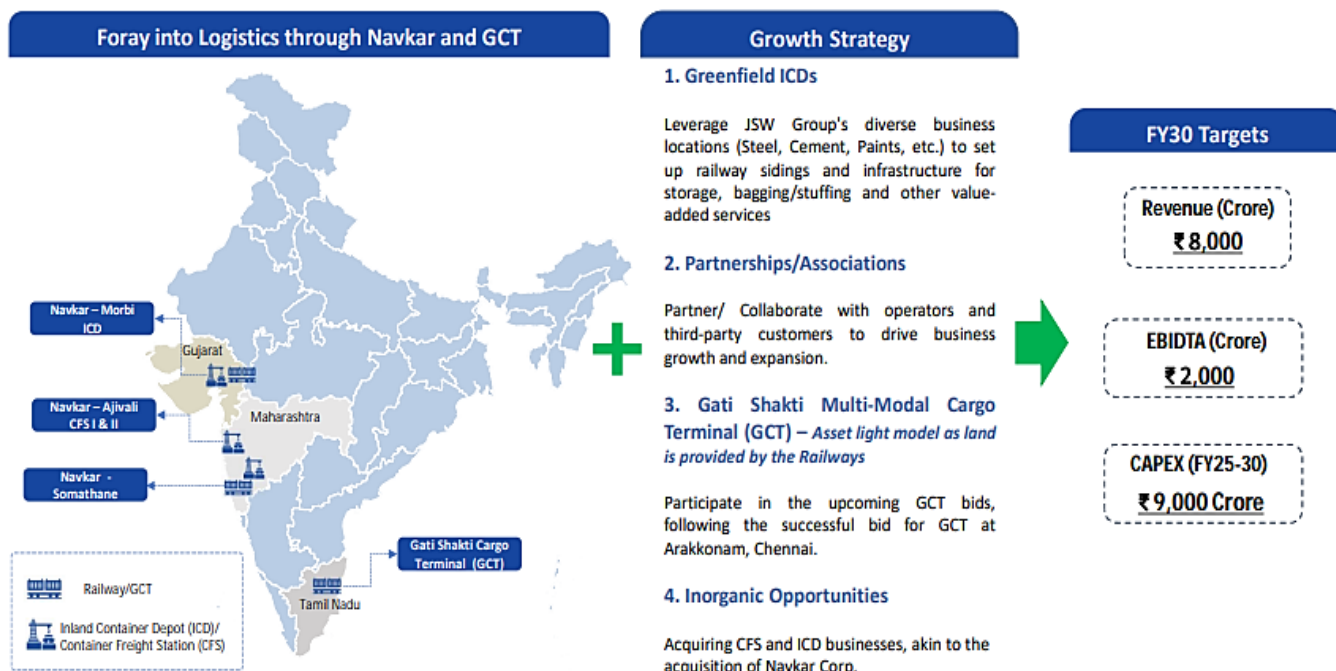 Foray into Logistics through Navkar and GCT
Navkar – Morbi
ICD
Gujarat
Navkar – Ajivali
CFS I & II
Maharashtra
Navkar -
Somathane
Gati Shakti Cargo
Terminal (GCT)
Tamil Nadu
Railway/GCT
Inland Container Depot (ICD)/
Container Freight Station (CFS)
Growth Strategy
1. Greenfield ICDs
Leverage JSW Group's diverse business
locations (Steel, Cement, Paints, etc.) to set
up railway sidings and infrastructure for
storage, bagging/stuffing and other value-
added services
2. Partnerships/Associations
Partner/ Collaborate with operators and
third-party customers to drive business
growth and expansion.
3. Gati Shakti Multi-Modal Cargo
Terminal (GCT) – Asset light model as land
is provided by the Railways
Participate in the upcoming GCT bids,
following the successful bid for GCT at
Arakkonam, Chennai.
4. Inorganic Opportunities
Acquiring CFS and ICD businesses, akin to the
acquisition of Navkar Corp.
FY30 Targets
Revenue (Crore)
₹ 8,000
EBIDTA (Crore)
₹ 2,000
CAPEX (FY25-30)
₹ 9,000 Crore